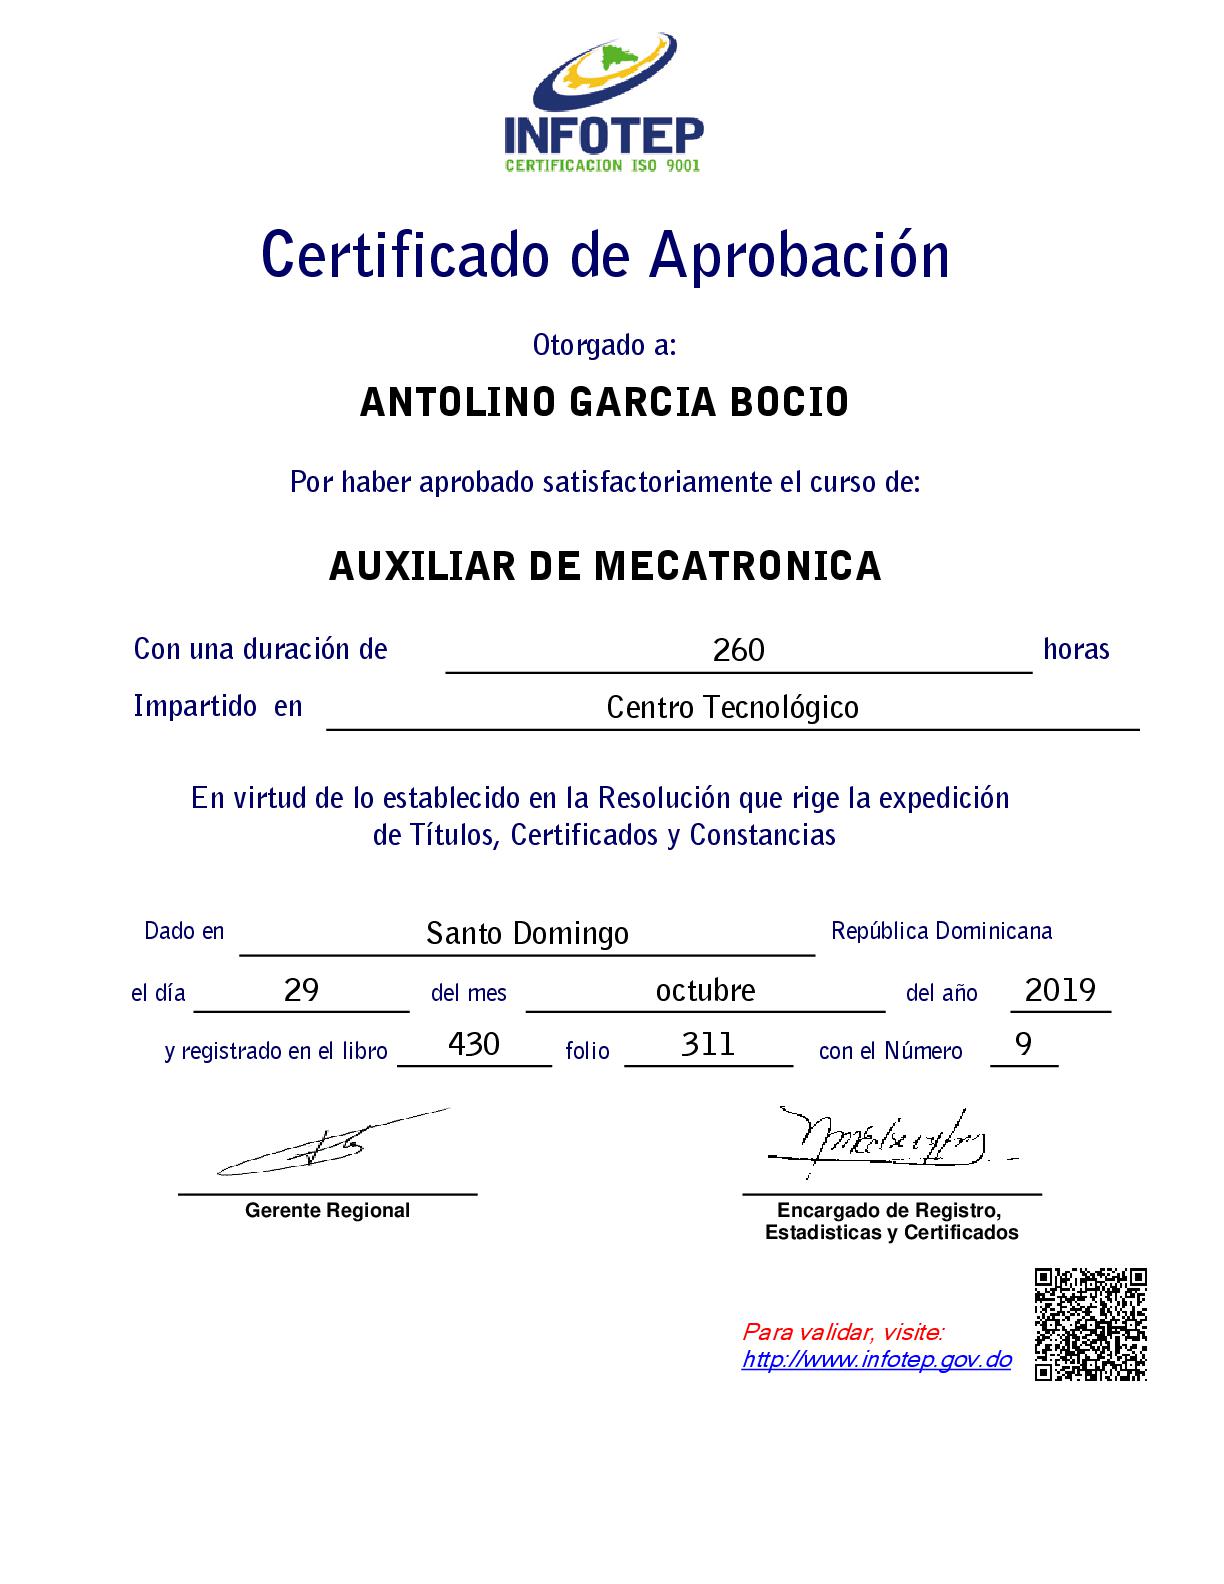 INFOTEP
CERTIFICACION ISO 9001
Certificado de Aprobación
Otorgado a:
ANTOLINO GARCIA BOCIO
Por haber aprobado satisfactoriamente el curso de:
AUXILIAR DE MECATRONICA
Con una duración de 260 horas
Impartido en Centro Tecnológico
En virtud de lo establecido en la Resolución que rige la expedición
de Títulos, Certificados y Constancias
Dado en Santo Domingo República Dominicana
el día 29 del mes octubre del año 2019
y registrado en el libro 430 folio 311 con el Número 9
Gerente Regional
Encargado de Registro,
Estadisticas y Certificados
Para validar, visite:
http://www.infotep.gov.do